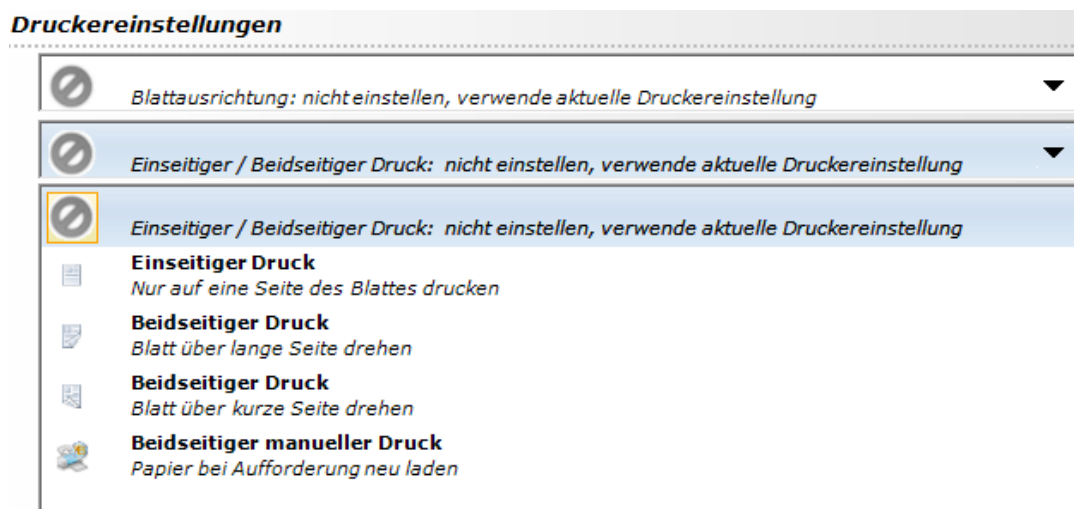 Druckereinstellungen
Blattausrichtung: nicht einstellen, verwende aktuelle Druckereinstellung
Einseitiger / Beidseitiger Druck: nicht einstellen, verwende aktuelle Druckereinstellung
Einseitiger / Beidseitiger Druck: nicht einstellen, verwende aktuelle Druckereinstellung
Einseitiger Druck
Nur auf eine Seite des Blattes drucken
Beidseitiger Druck
Blatt über lange Seite drehen
Beidseitiger Druck
Blatt über kurze Seite drehen
Beidseitiger manueller Druck
Papier bei Aufforderung neu laden